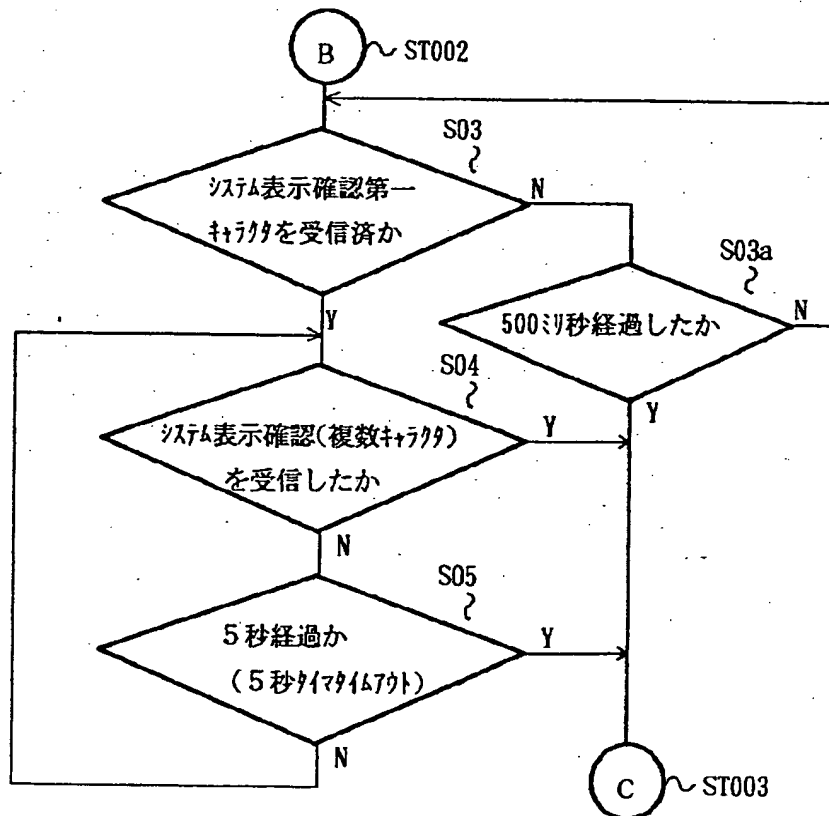 B
ST002
S03
システム表示確認第一
キャラクタを受信済か
N
Y
S03a
500ミリ秒経過したか
N
Y
S04
システム表示確認(複数キャラクタ)
を受信したか
Y
N
S05
5秒経過か
(5秒タイマタイムアウト)
Y
N
C
ST003